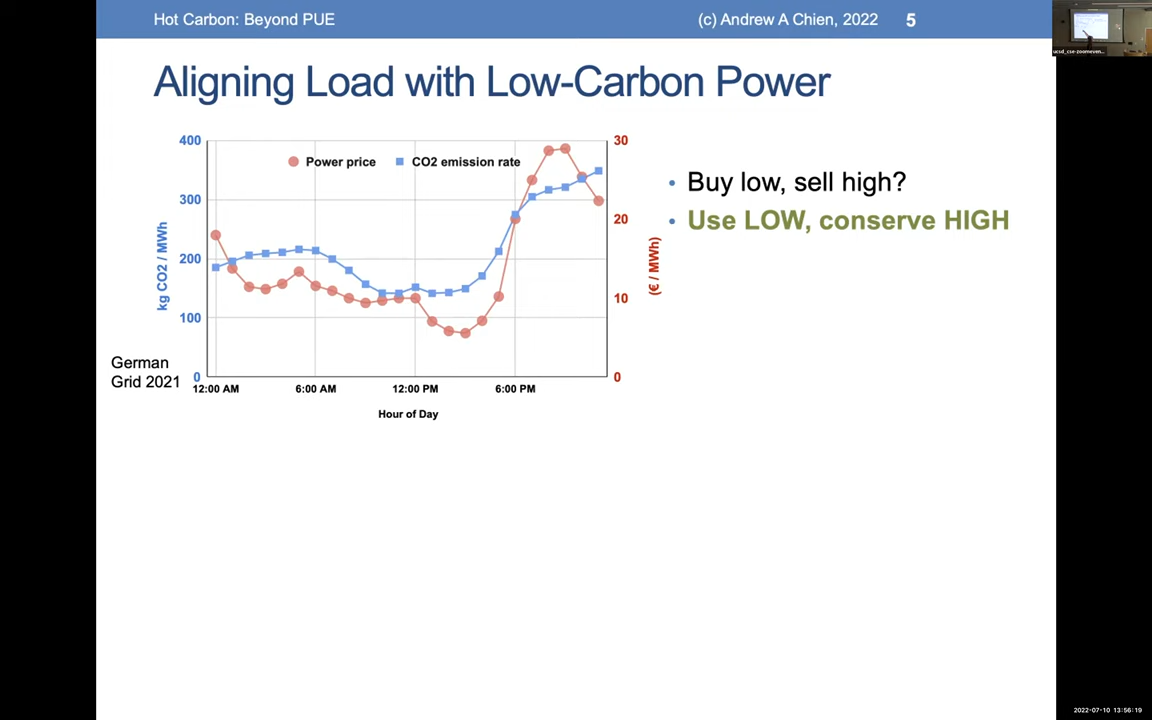 Hot Carbon: Beyond PUE
(c) Andrew A Chien, 2022 5
ucsd_cse-zoomeven...
Aligning Load with Low-Carbon Power
400
300
200
100
0
kg CO2 / MWh
Power price
CO2 emission rate
30
20
10
0
(€ / MWh)
12:00 AM
6:00 AM
12:00 PM
6:00 PM
Hour of Day
German
Grid 2021
• Buy low, sell high?
• Use LOW, conserve HIGH
2022-07-10 13:56:19